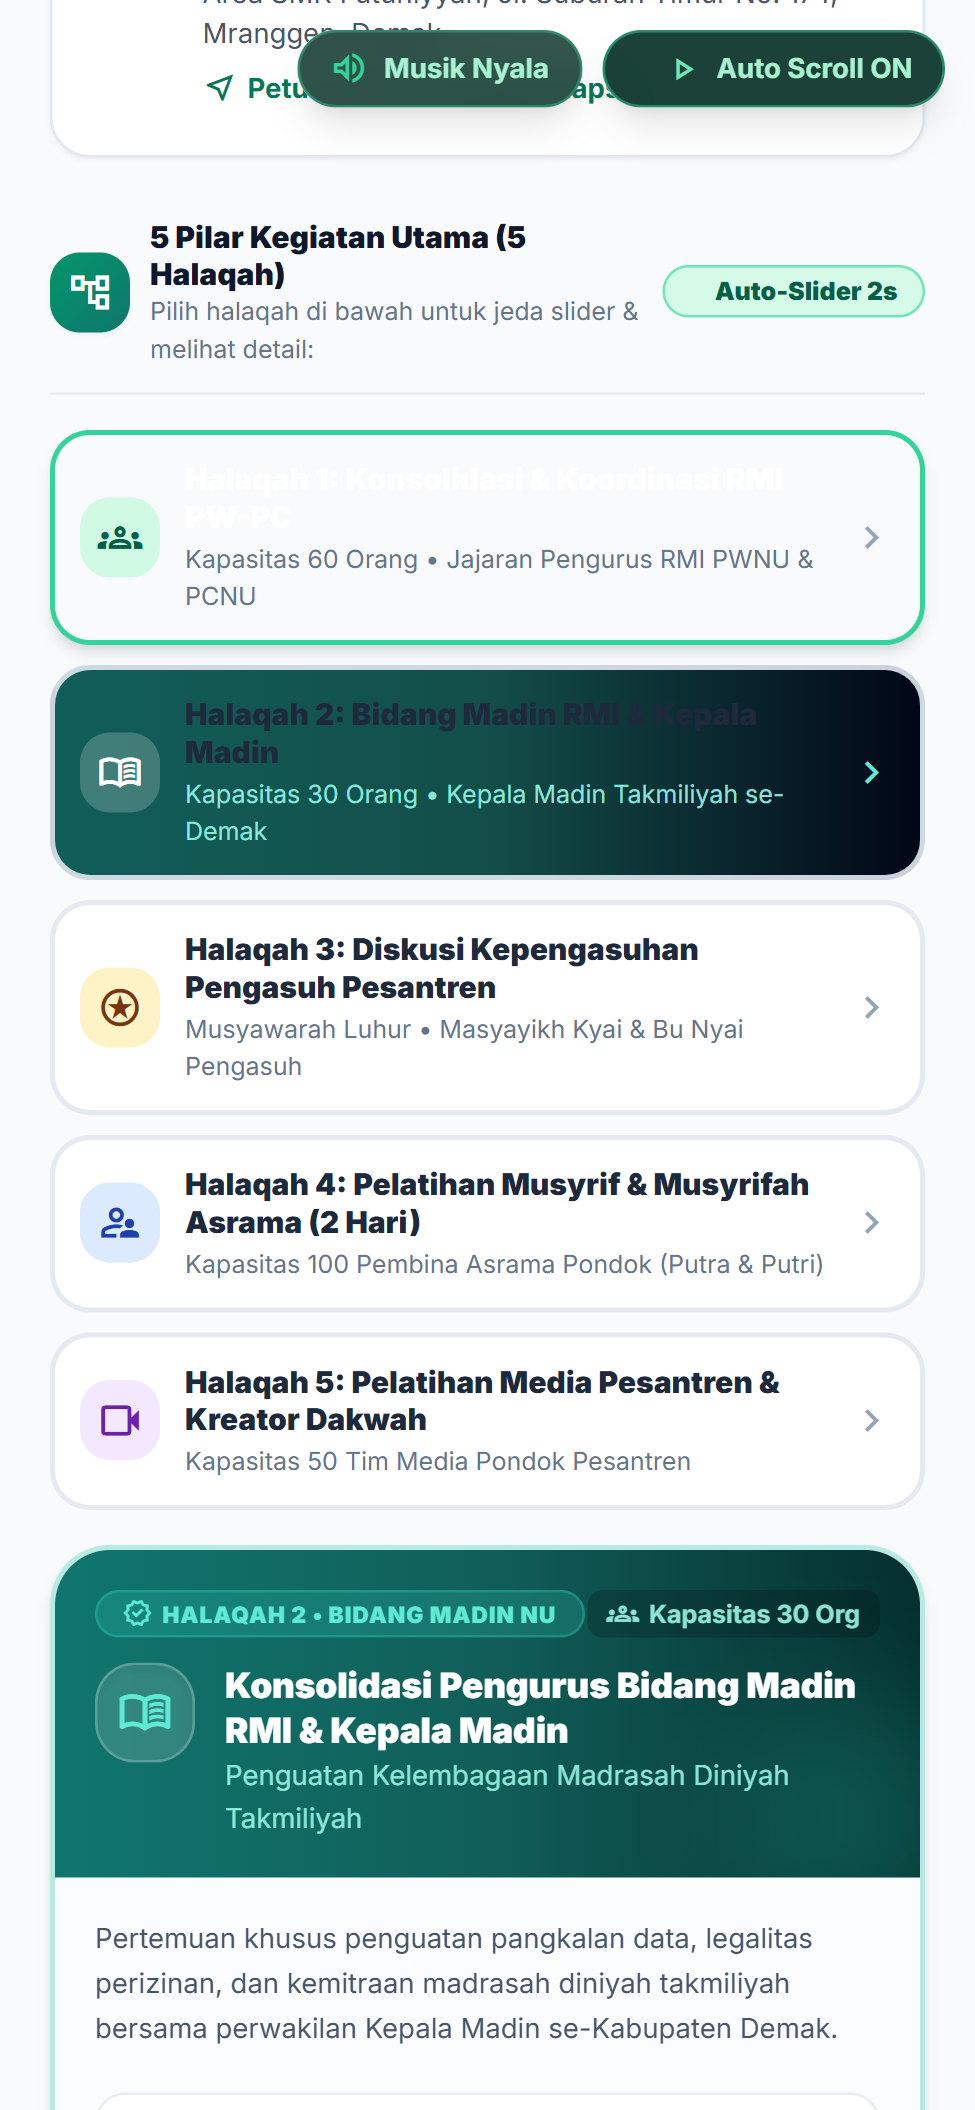 Mranggen, Demak
Petu
aps
Musik Nyala
Auto Scroll ON
5 Pilar Kegiatan Utama (5
Halaqah)
Pilih halaqah di bawah untuk jeda slider &
melihat detail:
Auto-Slider 2s
Halaqah 1: Konsolidasi & Koordinasi RMI
PW-PC
Kapasitas 60 Orang • Jajaran Pengurus RMI PWNU &
PCNU
Halaqah 2: Bidang Madin RMI & Kepala
Madin
Kapasitas 30 Orang • Kepala Madin Takmiliyah se-
Demak
Halaqah 3: Diskusi Kepengasuhan
Pengasuh Pesantren
Musyawarah Luhur • Masyayikh Kyai & Bu Nyai
Pengasuh
Halaqah 4: Pelatihan Musyrif & Musyrifah
Asrama (2 Hari)
Kapasitas 100 Pembina Asrama Pondok (Putra & Putri)
Halaqah 5: Pelatihan Media Pesantren &
Kreator Dakwah
Kapasitas 50 Tim Media Pondok Pesantren
HALAQAH 2 • BIDANG MADIN NU
Kapasitas 30 Org
Konsolidasi Pengurus Bidang Madin
RMI & Kepala Madin
Penguatan Kelembagaan Madrasah Diniyah
Takmiliyah
Pertemuan khusus penguatan pangkalan data, legalitas
perizinan, dan kemitraan madrasah diniyah takmiliyah
bersama perwakilan Kepala Madin se-Kabupaten Demak.